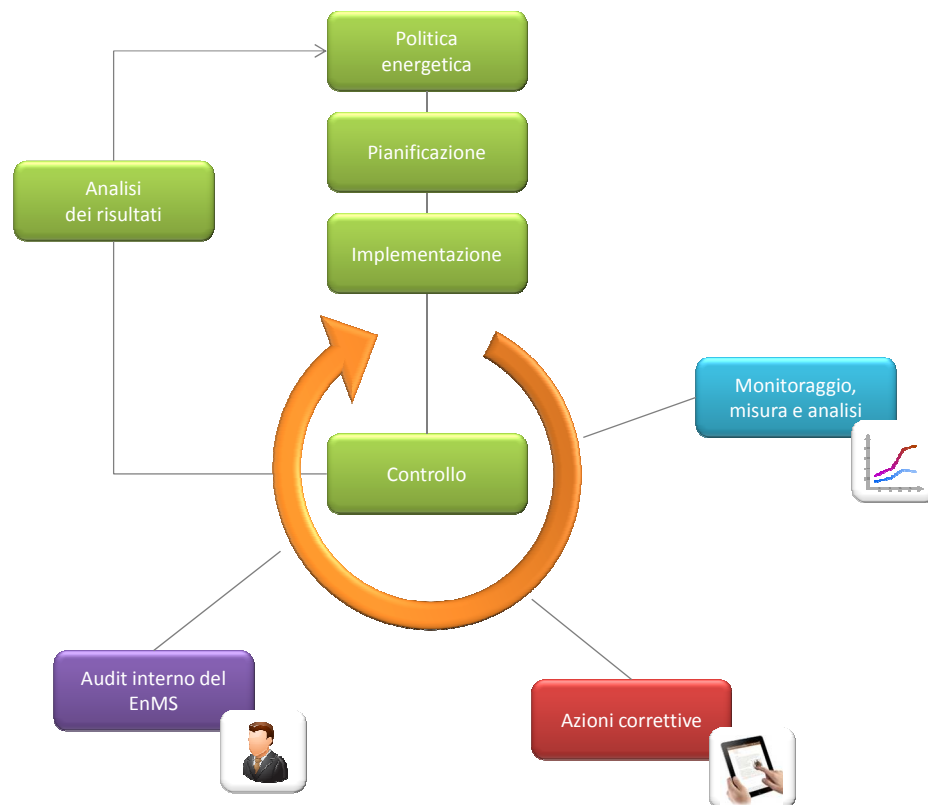 Politica
energetica
Pianificazione
Analisi
dei risultati
Implementazione
Monitoraggio,
misura e analisi
Controllo
Audit interno del
EnMS
Azioni correttive